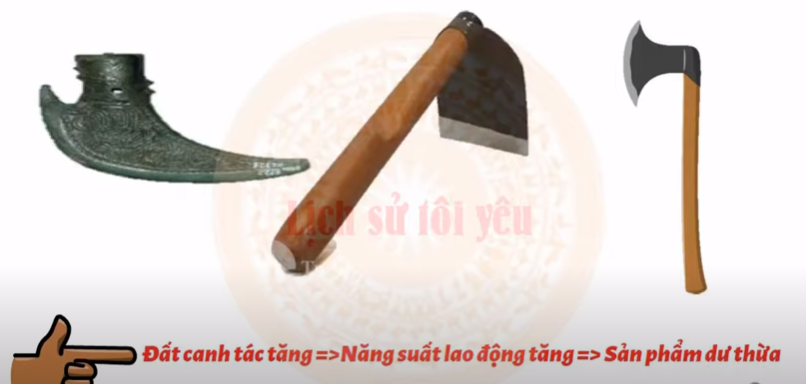 Lịch sử tôi yêu
Đất canh tác tăng =>Năng suất lao động tăng => Sản phẩm dư thừa